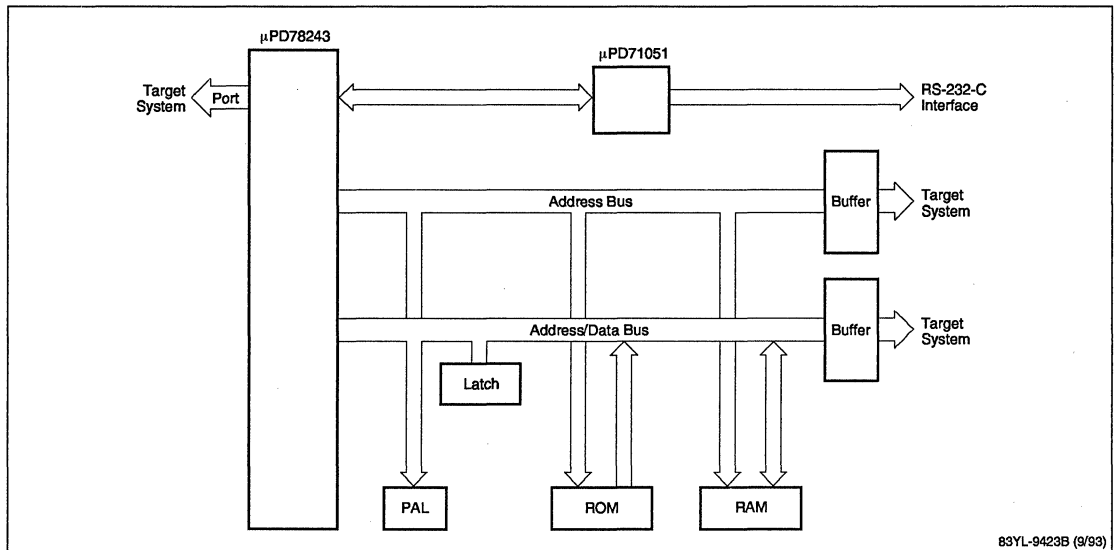 μPD78243
μPD71051
Target
System
Port
RS-232-C
Interface
Address Bus
Buffer
Target
System
Address/Data Bus
Buffer
Target
System
Latch
PAL
ROM
RAM
83YL-9423B (9/93)